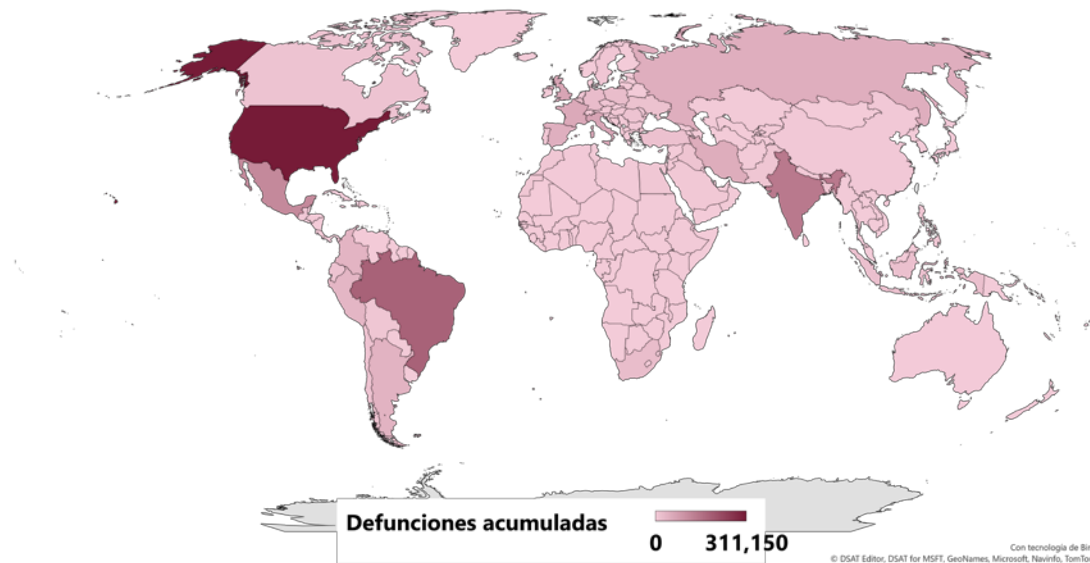 Defunciones acumuladas
0 311,150
Con tecnología de
© DSAT Editor, DSAT for MSFT, GeoNames, Microsoft, Navinfo,